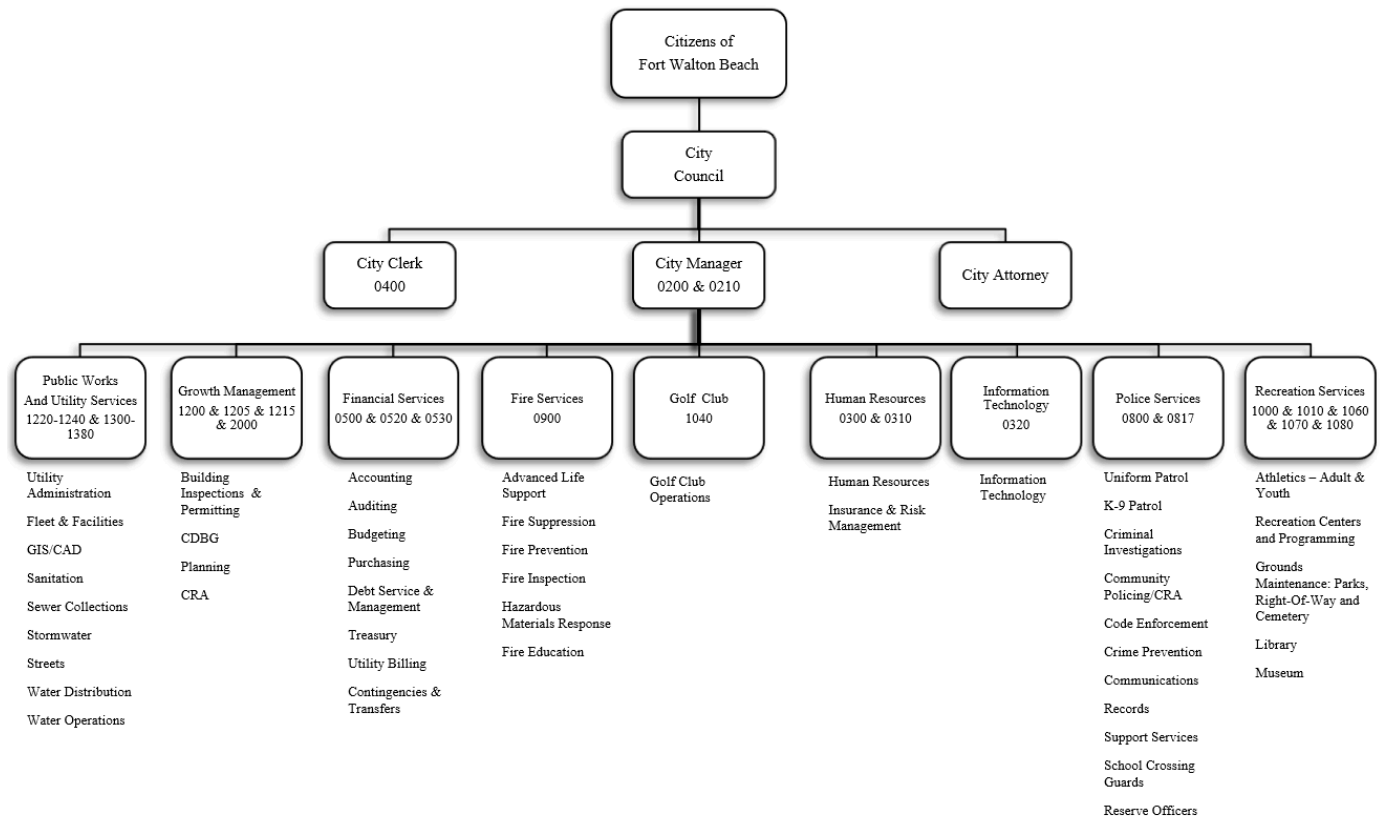 Citizens of
Fort Walton Beach
City
Council
City Clerk
0400
City Manager
0200 & 0210
City Attorney
Public Works
And Utility Services
1220-1240 & 1300-
1380
Growth Management
1200 & 1205 & 1215
& 2000
Financial Services
0500 & 0520 & 0530
Fire Services
0900
Golf Club
1040
Human Resources
0300 & 0310
Information
Technology
0320
Police Services
0800 & 0817
Recreation Services
1000 & 1010 & 1060
& 1070 & 1080
Utility
Administration
Fleet & Facilities
GIS/CAD
Sanitation
Sewer Collections
Stormwater
Streets
Water Distribution
Water Operations
Building
Inspections &
Permitting
CDBG
Planning
CRA
Accounting
Auditing
Budgeting
Purchasing
Debt Service &
Management
Treasury
Utility Billing
Contingencies &
Transfers
Advanced Life
Support
Fire Suppression
Fire Prevention
Fire Inspection
Hazardous
Materials Response
Fire Education
Golf Club
Operations
Human Resources
Insurance & Risk
Management
Information
Technology
Uniform Patrol
K-9 Patrol
Criminal
Investigations
Community
Policing/CRA
Code Enforcement
Crime Prevention
Communications
Records
Support Services
School Crossing
Guards
Reserve Officers
Athletics – Adult &
Youth
Recreation Centers
and Programming
Grounds
Maintenance: Parks,
Right-Of-Way and
Cemetery
Library
Museum